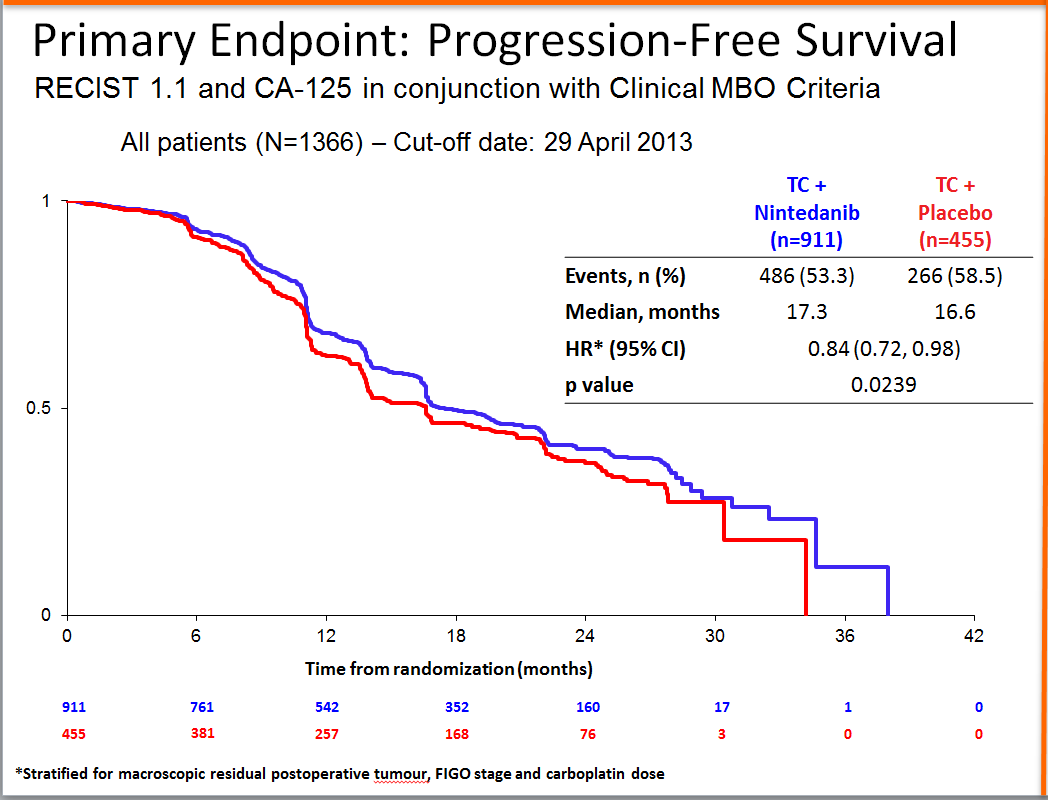 Primary Endpoint: Progression-Free Survival
RECIST 1.1 and CA-125 in conjunction with Clinical MBO Criteria
All patients (N=1366) – Cut-off date: 29 April 2013
TC + Nintedanib (n=911) TC + Placebo (n=455)
Events, n (%) 486 (53.3) 266 (58.5)
Median, months 17.3 16.6
HR* (95% CI) 0.84 (0.72, 0.98)
p value 0.0239
1
0.5
0
0 6 12 18 24 30 36 42
Time from randomization (months)
911 761 542 352 160 17 1 0
455 381 257 168 76 3 0 0
*Stratified for macroscopic residual postoperative tumour, FIGO stage and carboplatin dose